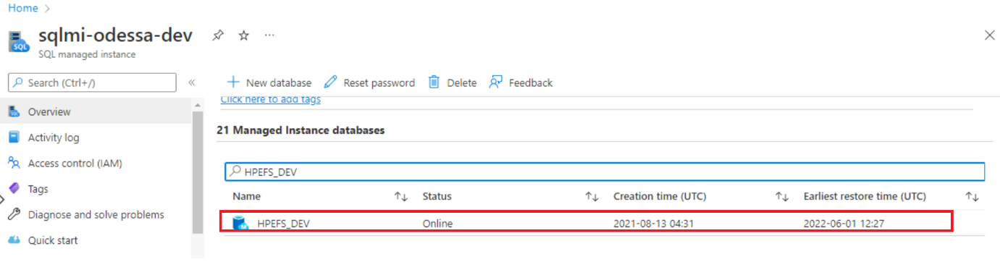 Home >
sqlmi-odessa-dev ...
SQL
SQL managed instance
Search (Ctrl+/) «
New database Reset password Delete Feedback
Click here to add tags
Overview
Activity log
Access control (IAM)
Tags
Diagnose and solve problems
Quick start
21 Managed Instance databases
HPEFS_DEV
Name ↑↓ Status ↑↓ Creation time (UTC) ↑↓ Earliest restore time (UTC) ↑↓
HPEFS_DEV Online 2021-08-13 04:31 2022-06-01 12:27